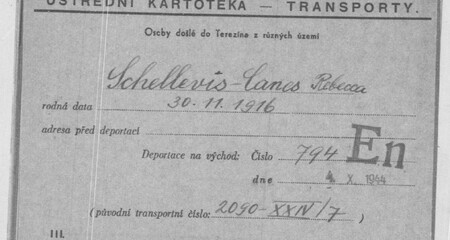 ÚSTŘEDNÍ KARTOTÉKA — TRANSPORTY.
Osoby došlé do Terezína z různých území
Schellevis-Canes Rebecca
rodná data 30. 11. 1916
adresa před deportací
Deportace na východ: Číslo 794 En
dne 4 X. 1944
(původní transportní číslo: 2090-XXIV/7)
III.